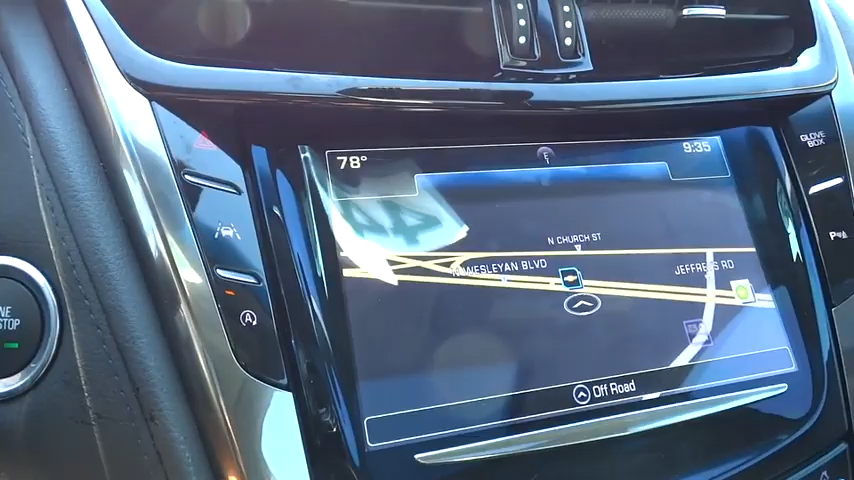 78°
E
9:35
GLOVE
BOX
N CHURCH ST
WESLEYAN BLVD
JEFFREYS RD
A
STOP
Off Road